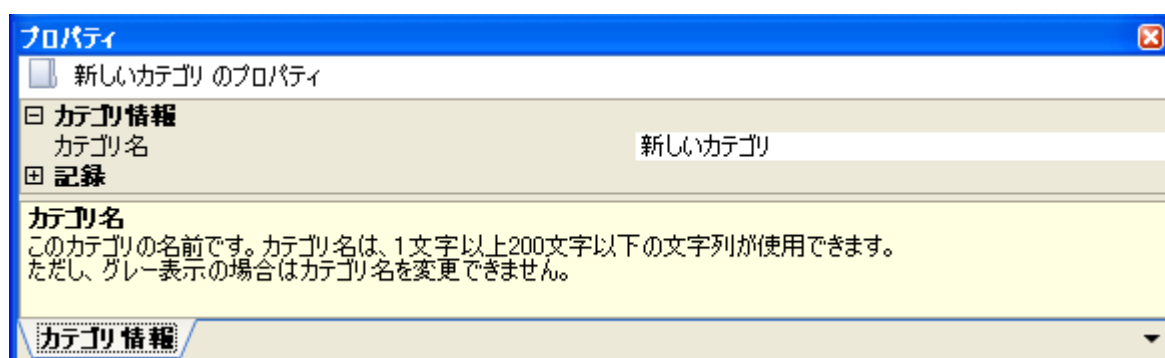 プロパティ
新しいカテゴリ のプロパティ
カテゴリ情報
カテゴリ名 新しいカテゴリ
記録
カテゴリ名
このカテゴリの名前です。カテゴリ名は、1文字以上200文字以下の文字列が使用できます。
ただし、グレー表示の場合はカテゴリ名を変更できません。
カテゴリ情報